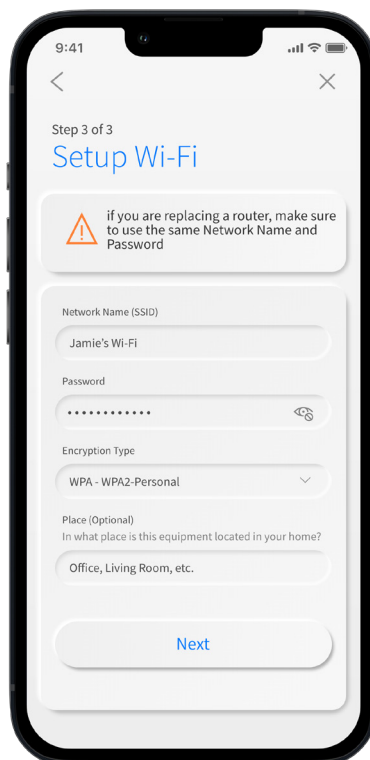 9:41
Step 3 of 3
Setup Wi-Fi
if you are replacing a router, make sure
to use the same Network Name and
Password
Network Name (SSID)
Jamie's Wi-Fi
Password
••••••••••••
Encryption Type
WPA - WPA2-Personal
Place (Optional)
In what place is this equipment located in your home?
Office, Living Room, etc.
Next